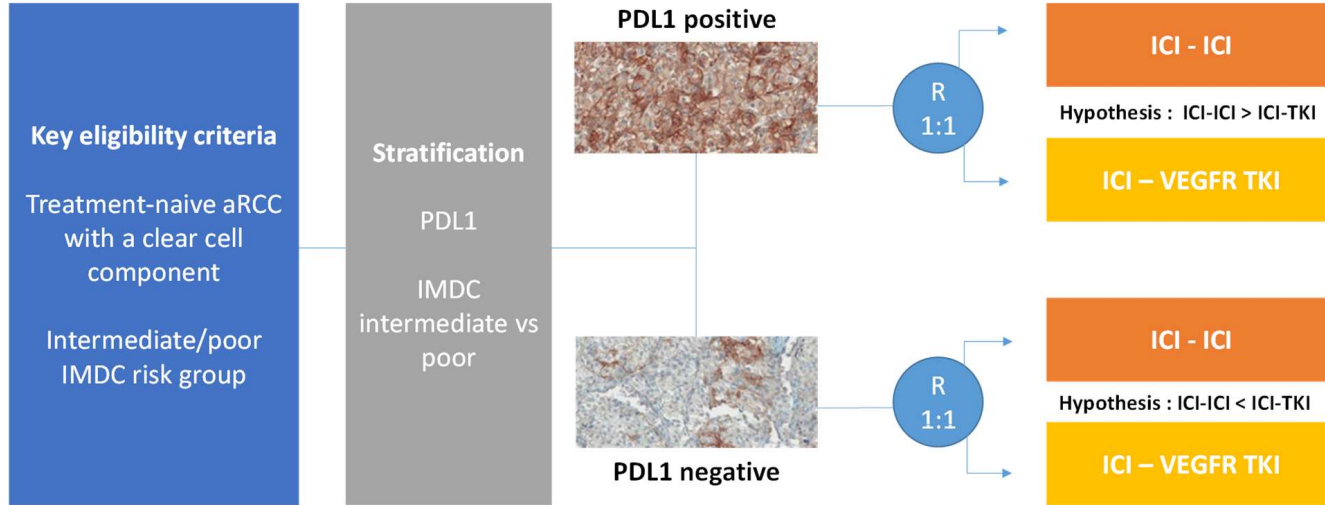 Key eligibility criteria
Treatment-naive aRCC
with a clear cell
component
Intermediate/poor
IMDC risk group
Stratification
PDL1
IMDC
intermediate vs
poor
PDL1 positive
R
1:1
ICI - ICI
Hypothesis : ICI-ICI > ICI-TKI
ICI – VEGFR TKI
PDL1 negative
R
1:1
ICI - ICI
Hypothesis : ICI-ICI < ICI-TKI
ICI – VEGFR TKI